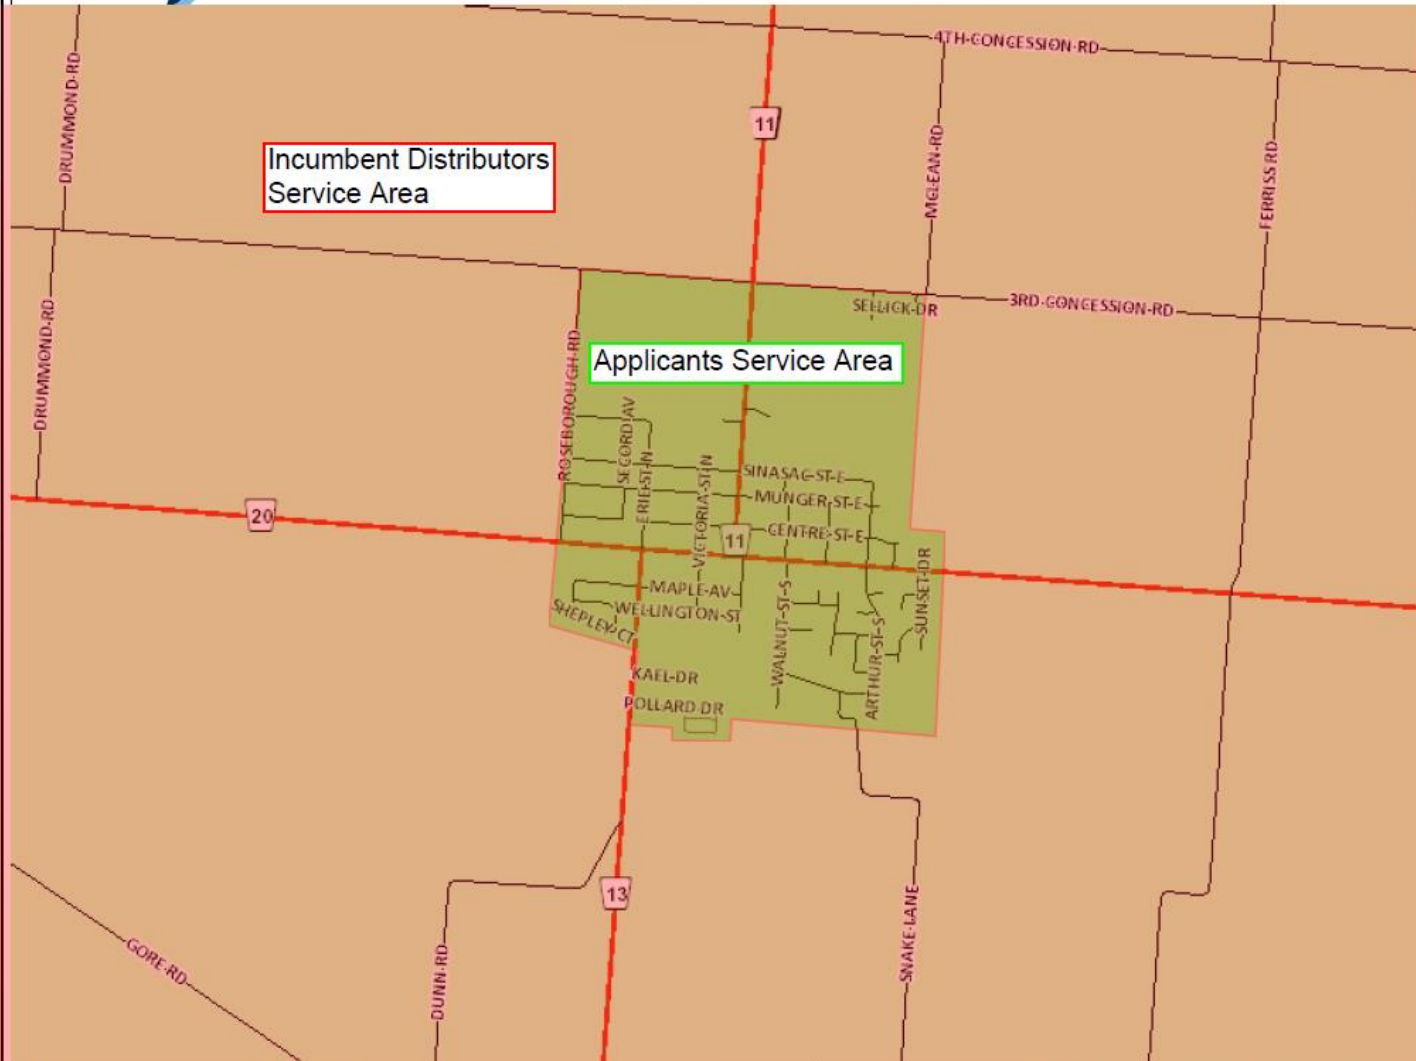 4TH-CONCESSION-RD
DRUMMOND-RD
11
MCLEAN-RD
FERRISS RD
Incumbent Distributors
Service Area
SELLICK-DR
3RD-CONCESSION-RD
DRUMMOND-RD
ROSEBOROUGH-RD
Applicants Service Area
SECORD AV
ERIE-ST-N
VICTORIA-ST-N
SINASAC-ST-E
MUNGER-ST-E
CENTRE-ST-E
20
11
MAPLE-AV
WELLINGTON-ST
SHEPLEY-CT
WALNUT-ST-S
ARTHUR-ST-S
SUNSET-DR
KAEL-DR
POLLARD DR
13
GORE-RD
DUNN-RD
SNAKE-LANE